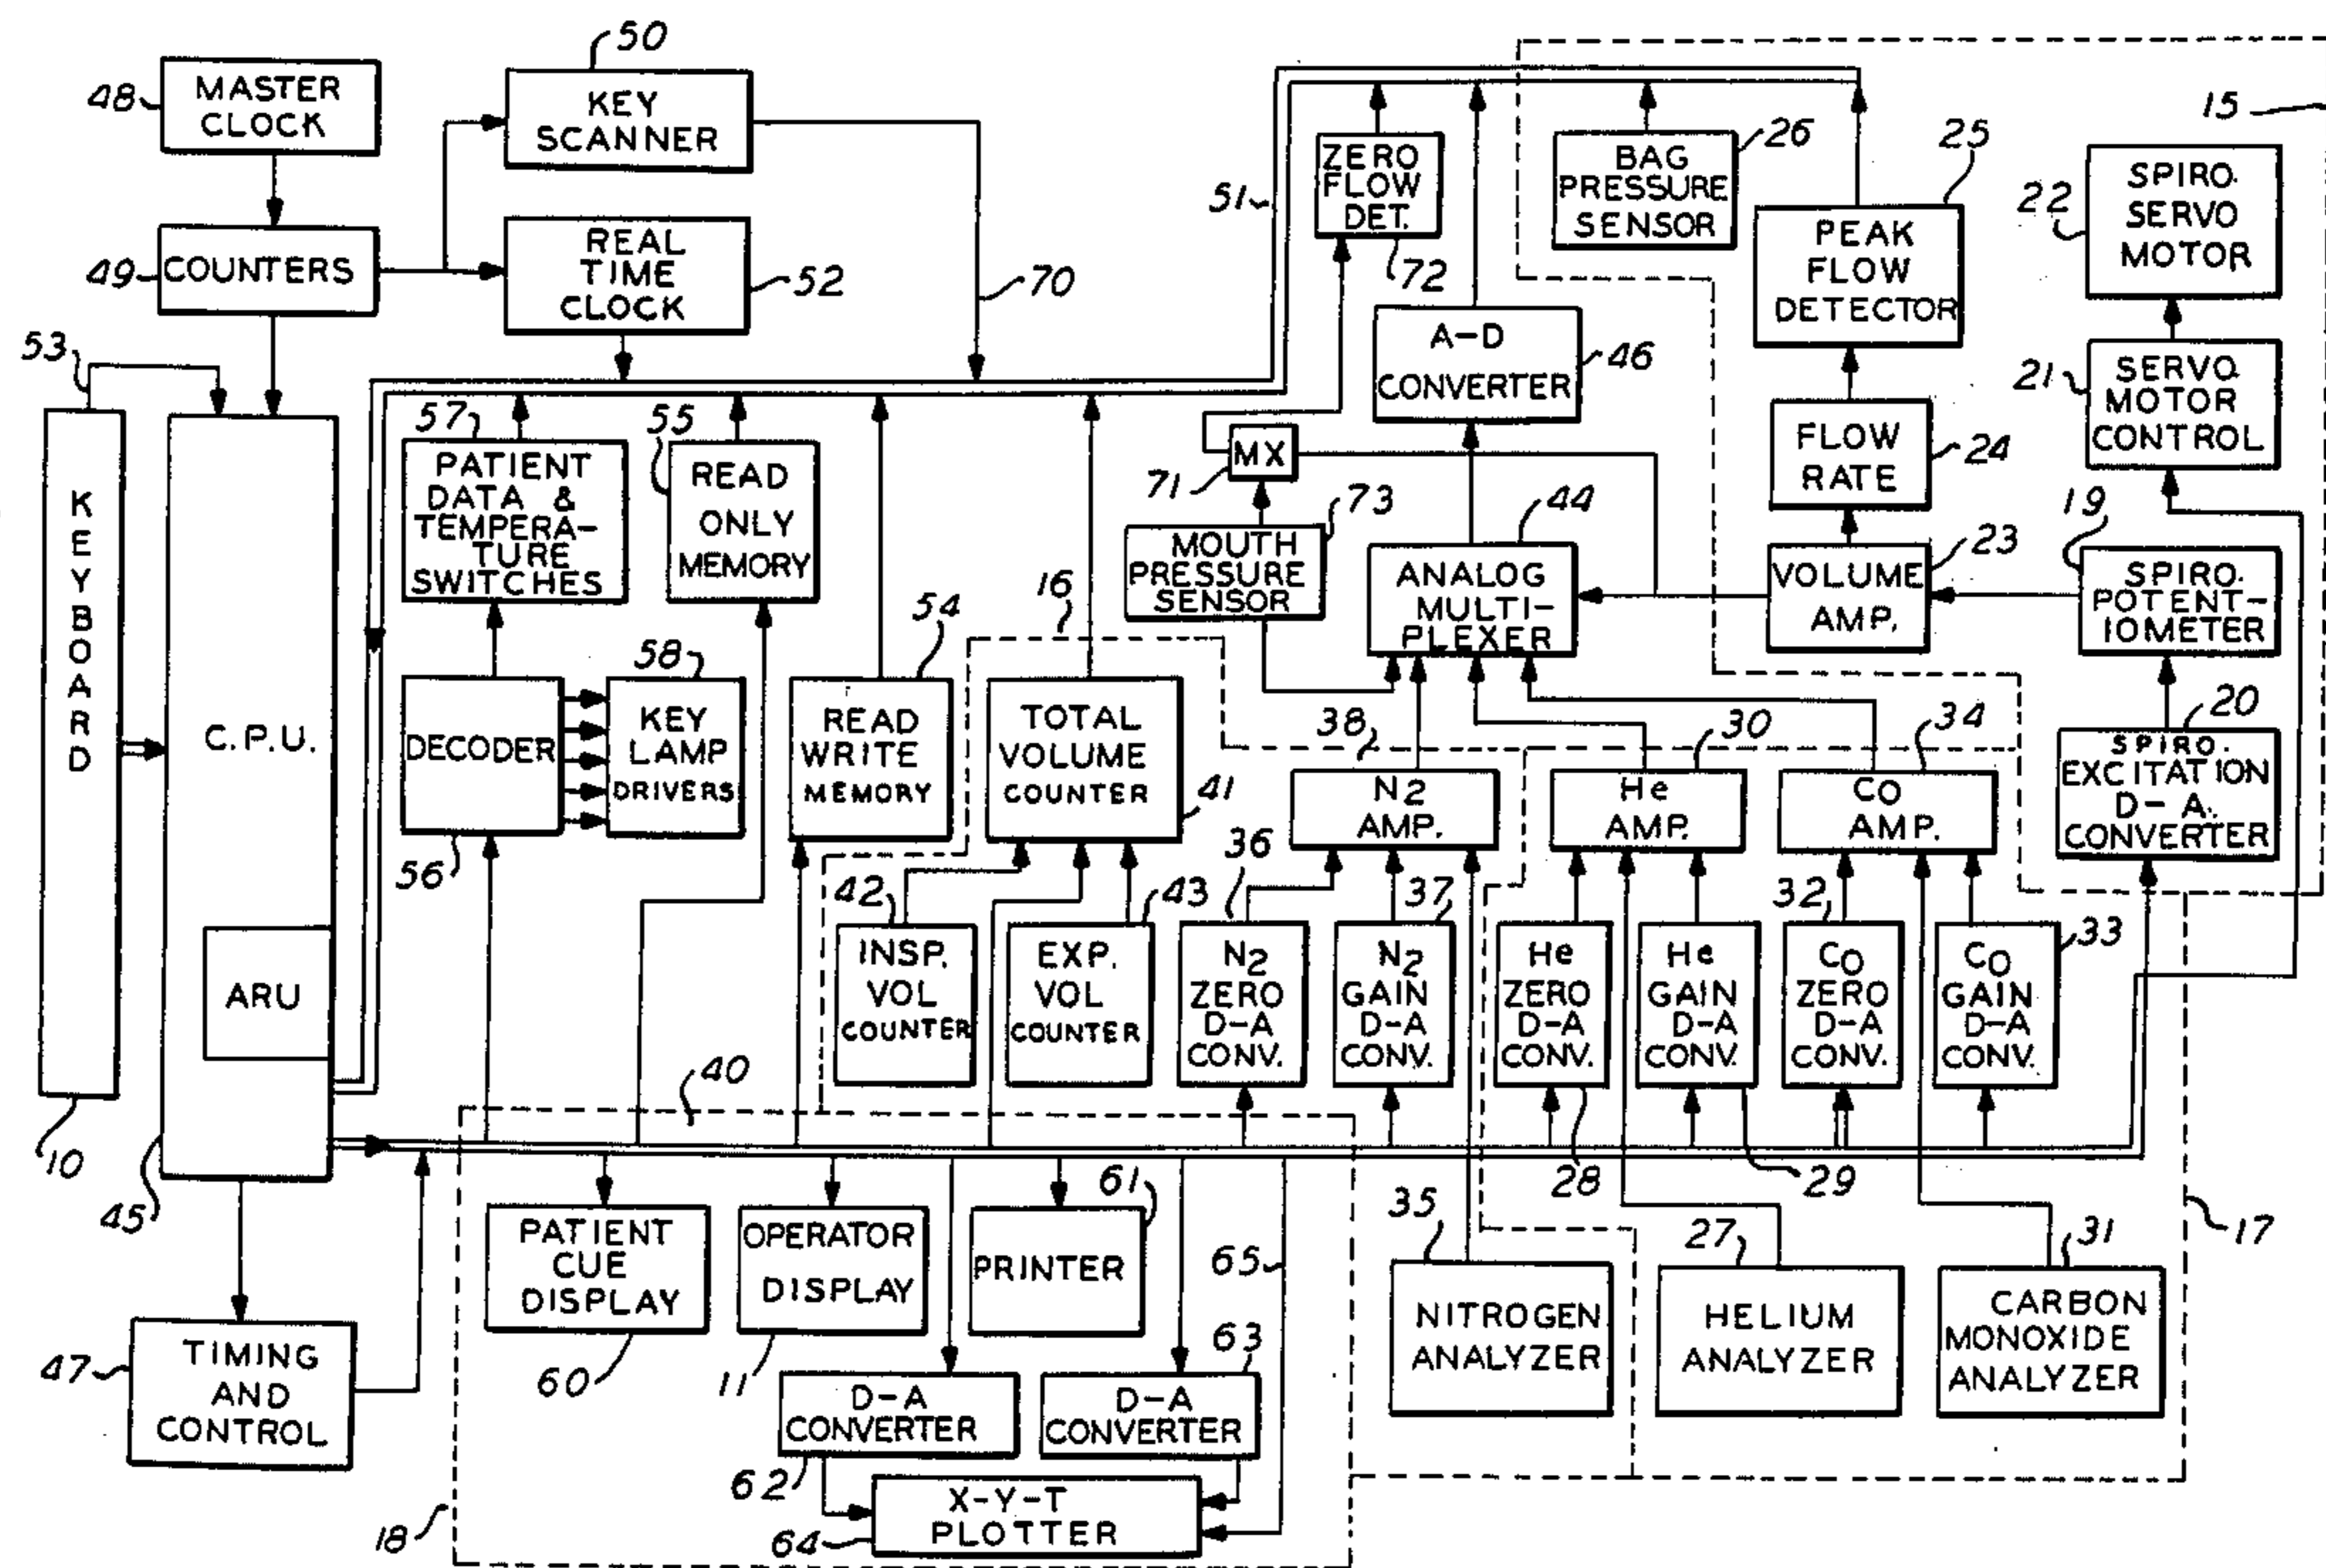 50
48
MASTER
CLOCK
KEY
SCANNER
49
COUNTERS
REAL
TIME
CLOCK
52
70
53
51
ZERO
FLOW
DET.
72
BAG
PRESSURE
SENSOR
26
15
25
PEAK
FLOW
DETECTOR
22
SPIRO.
SERVO
MOTOR
A-D
CONVERTER
46
21
SERVO.
MOTOR
CONTROL
FLOW
RATE
24
KEYBOARD
10
C.P.U.
ARU
45
57
PATIENT
DATA &
TEMPERA-
TURE
SWITCHES
55
READ
ONLY
MEMORY
MX
71
73
MOUTH
PRESSURE
SENSOR
44
ANALOG
MULTI-
PLEXER
VOLUME
AMP.
23
19
SPIRO.
POTENT-
IOMETER
16
54
58
DECODER
56
KEY
LAMP
DRIVERS
READ
WRITE
MEMORY
TOTAL
VOLUME
COUNTER
41
38
N2
AMP.
30
He
AMP.
34
CO
AMP.
20
SPIRO.
EXCITATION
D-A.
CONVERTER
42
INSP.
VOL
COUNTER
43
EXP.
VOL
COUNTER
36
N2
ZERO
D-A
CONV.
37
N2
GAIN
D-A
CONV.
He
ZERO
D-A
CONV.
28
He
GAIN
D-A
CONV.
29
32
CO
ZERO
D-A
CONV.
33
CO
GAIN
D-A
CONV.
40
47
TIMING
AND
CONTROL
PATIENT
CUE
DISPLAY
60
OPERATOR
DISPLAY
11
61
PRINTER
65
35
NITROGEN
ANALYZER
27
HELIUM
ANALYZER
31
CARBON
MONOXIDE
ANALYZER
17
D-A
CONVERTER
62
63
D-A
CONVERTER
18
X-Y-T
PLOTTER
64